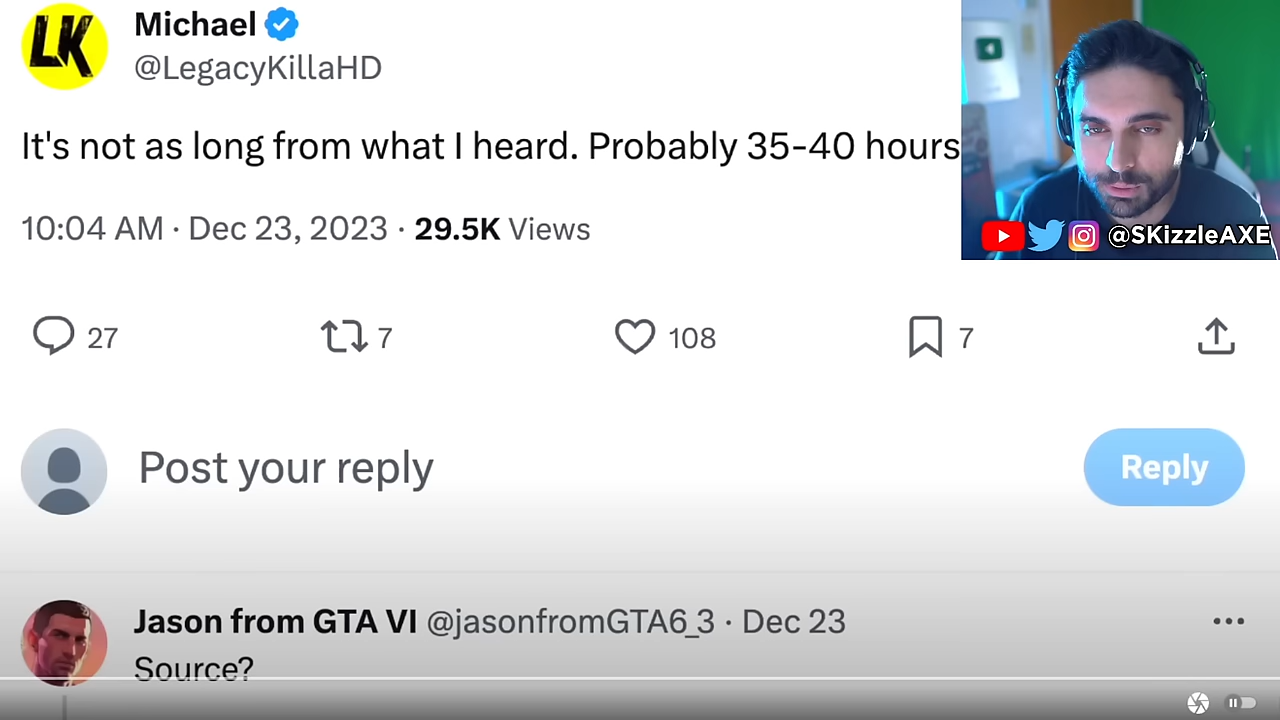 LK
Michael
@LegacyKillaHD
It's not as long from what I heard. Probably 35-40 hours
10:04 AM · Dec 23, 2023 · 29.5K Views
@SKizzleAXE
27 7 108 7
Post your reply
Reply
Jason from GTA VI @jasonfromGTA6_3 · Dec 23
Source?